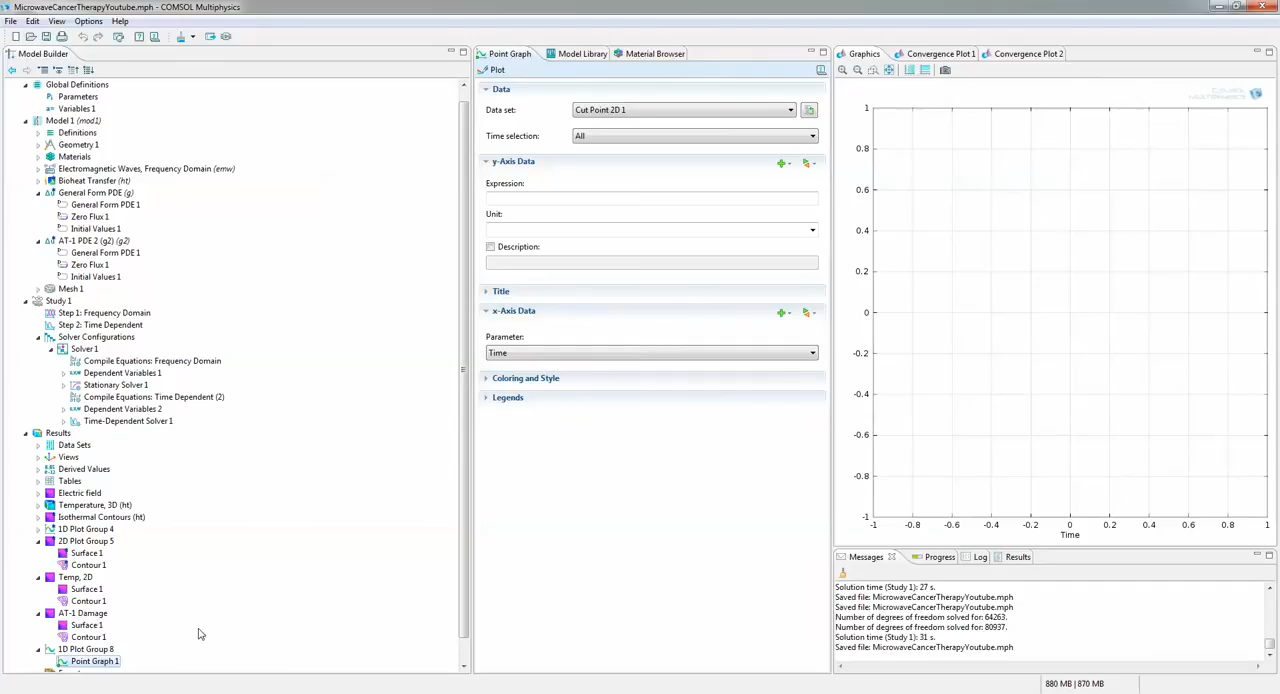 MicrowaveCancerTherapyYoutube.mph - COMSOL Multiphysics
File Edit View Options Help
Model Builder
Global Definitions
Parameters
Variables 1
Model 1 (mod1)
Definitions
Geometry 1
Materials
Electromagnetic Waves, Frequency Domain (emw)
Bioheat Transfer (ht)
General Form PDE (g)
General Form PDE 1
Zero Flux 1
Initial Values 1
AT-1 PDE 2 (g2) (g2)
General Form PDE 1
Zero Flux 1
Initial Values 1
Mesh 1
Study 1
Step 1: Frequency Domain
Step 2: Time Dependent
Solver Configurations
Solver 1
Compile Equations: Frequency Domain
Dependent Variables 1
Stationary Solver 1
Compile Equations: Time Dependent (2)
Dependent Variables 2
Time-Dependent Solver 1
Results
Data Sets
Views
Derived Values
Tables
Electric field
Temperature, 3D (ht)
Isothermal Contours (ht)
1D Plot Group 4
2D Plot Group 5
Surface 1
Contour 1
Temp, 2D
Surface 1
Contour 1
AT-1 Damage
Surface 1
Contour 1
1D Plot Group 8
Point Graph 1
Point Graph Model Library Material Browser
Plot
Data
Data set: Cut Point 2D 1
Time selection: All
y-Axis Data
Expression:
Unit:
Description:
Title
x-Axis Data
Parameter:
Time
Coloring and Style
Legends
Graphics Convergence Plot 1 Convergence Plot 2
COMSOL
MULTIPHYSICS
1
0.8
0.6
0.4
0.2
0
-0.2
-0.4
-0.6
-0.8
-1
-1 -0.8 -0.6 -0.4 -0.2 0 0.2 0.4 0.6 0.8 1
Time
Messages Progress Log Results
Solution time (Study 1): 27 s.
Saved file: MicrowaveCancerTherapyYoutube.mph
Saved file: MicrowaveCancerTherapyYoutube.mph
Number of degrees of freedom solved for: 64263.
Number of degrees of freedom solved for: 80937.
Solution time (Study 1): 31 s.
Saved file: MicrowaveCancerTherapyYoutube.mph
880 MB | 870 MB